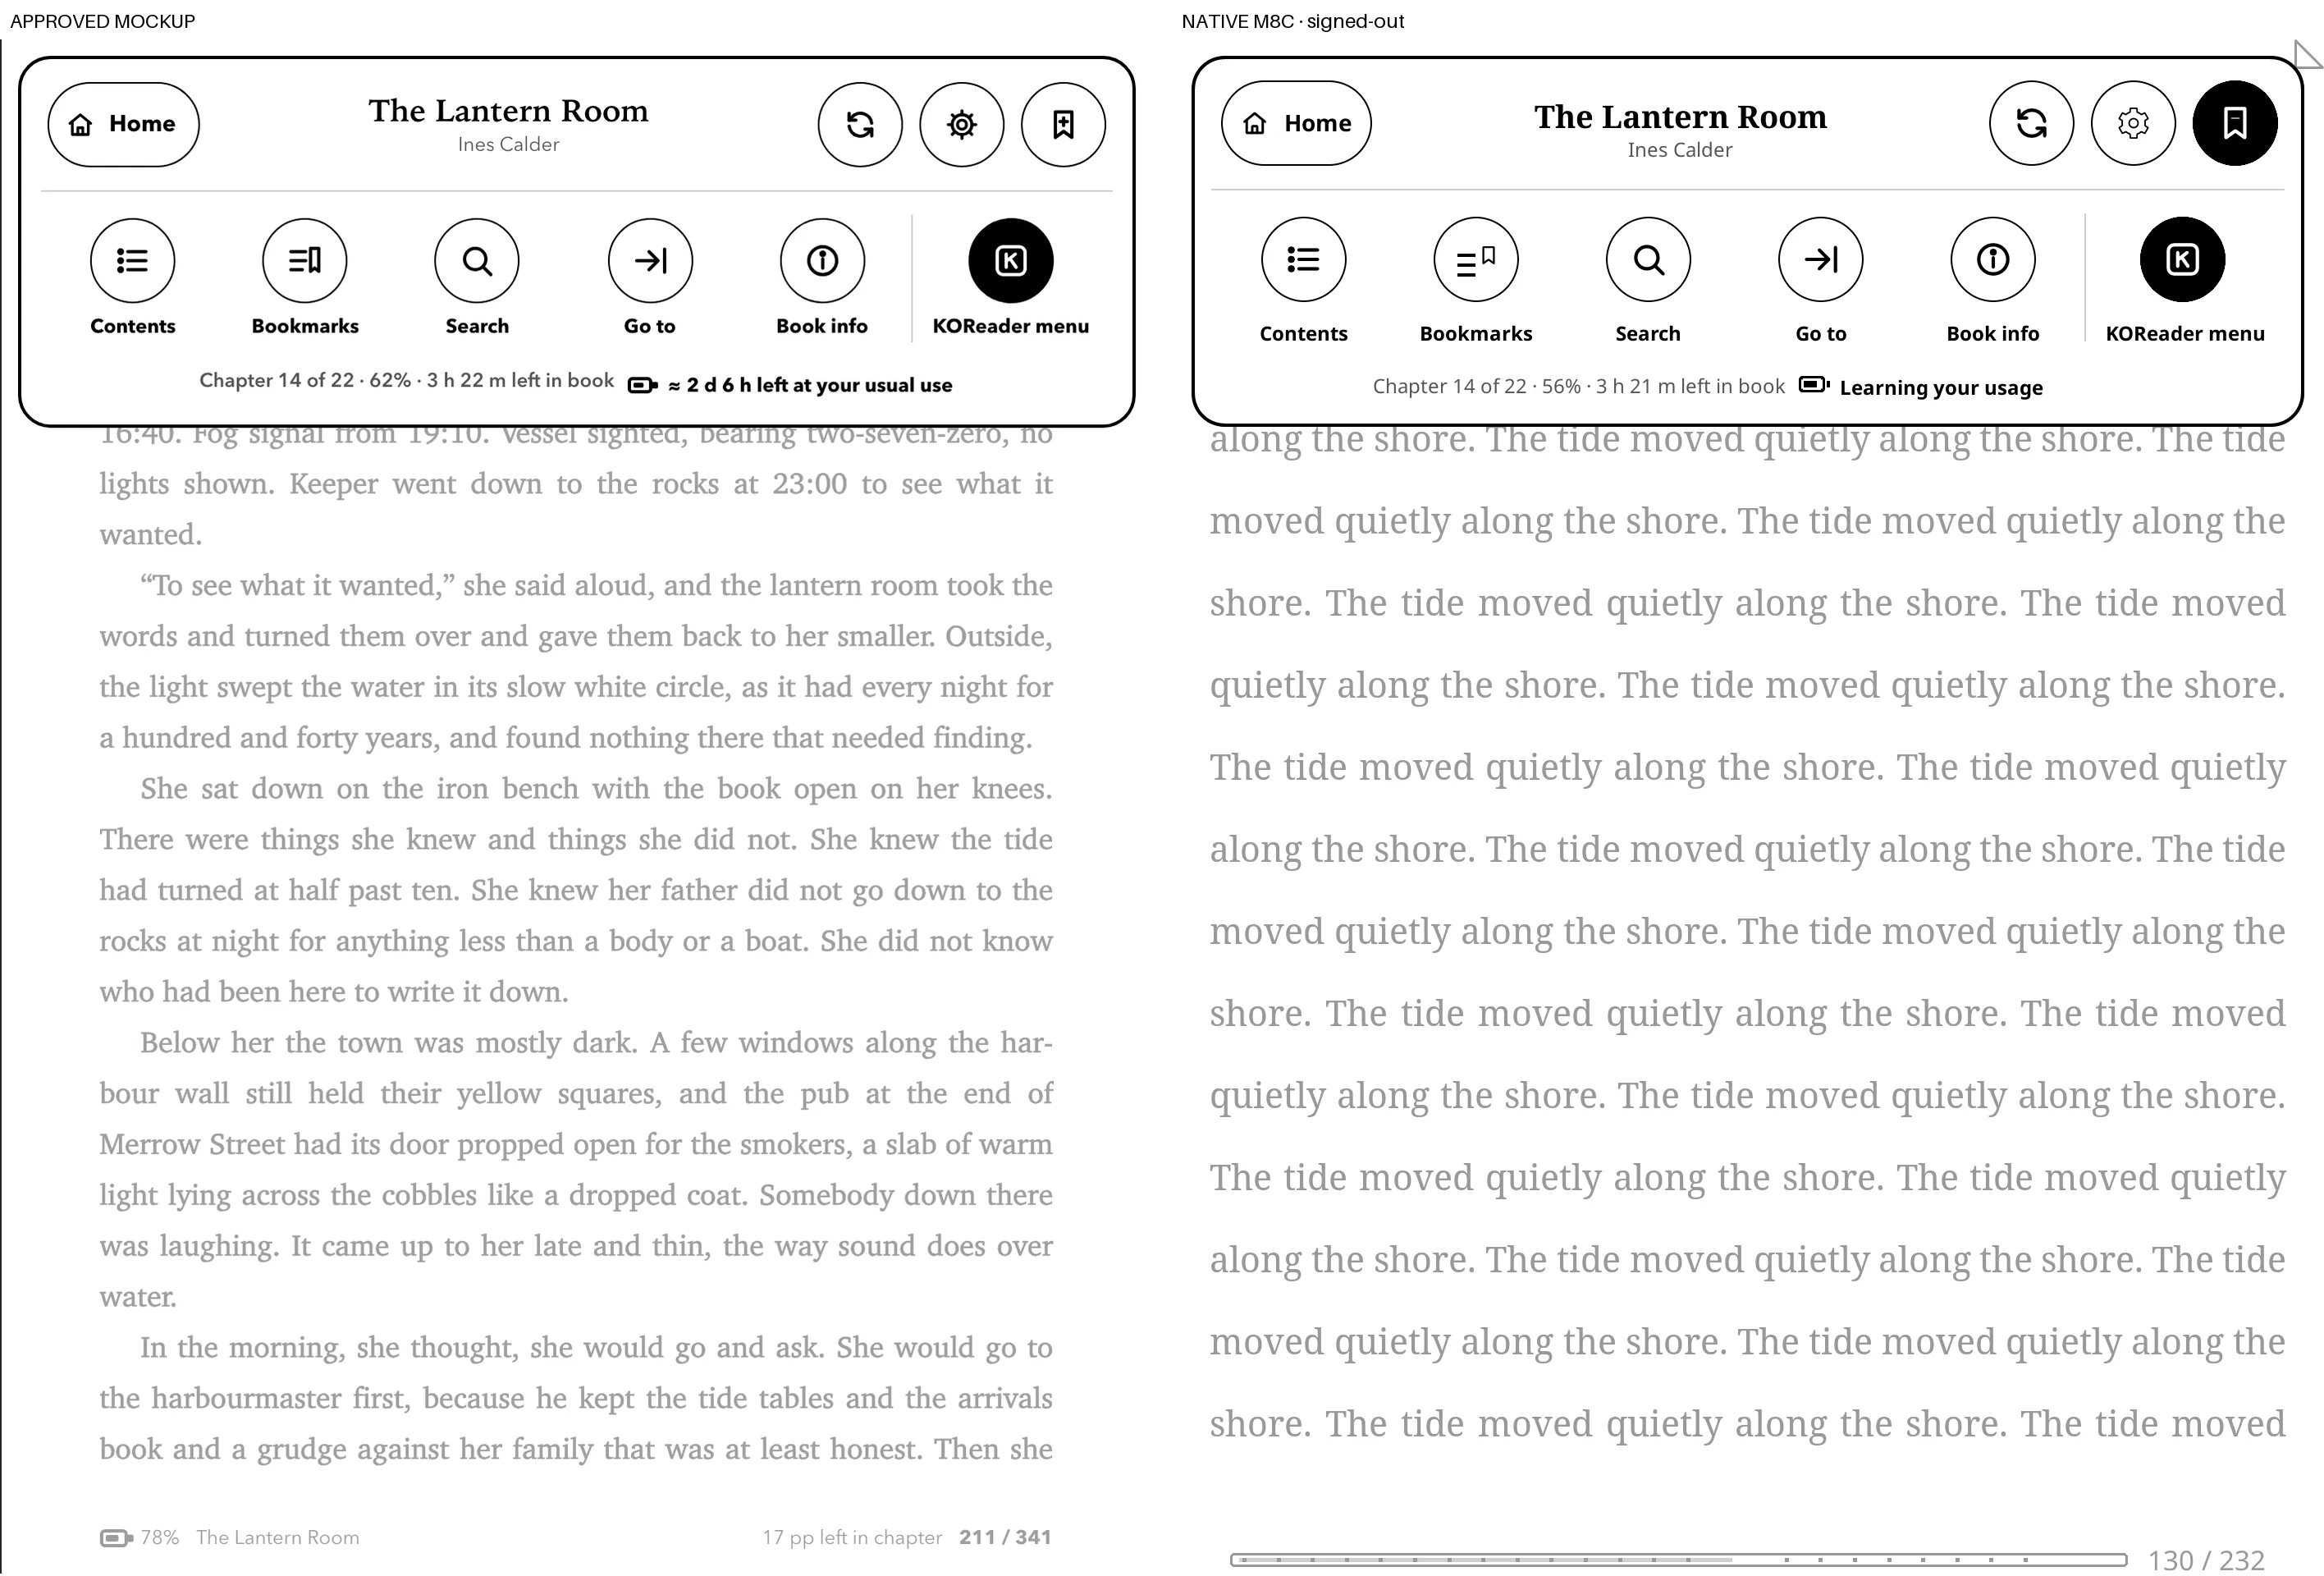 APPROVED MOCKUP
Home
The Lantern Room
Ines Calder
Contents
Bookmarks
Search
Go to
Book info
K
KOReader menu
Chapter 14 of 22 · 62% · 3 h 22 m left in book
≈ 2 d 6 h left at your usual use
16:40. Fog signal from 19:10. Vessel sighted, bearing two-seven-zero, no
lights shown. Keeper went down to the rocks at 23:00 to see what it
wanted.
“To see what it wanted,” she said aloud, and the lantern room took the
words and turned them over and gave them back to her smaller. Outside,
the light swept the water in its slow white circle, as it had every night for
a hundred and forty years, and found nothing there that needed finding.
She sat down on the iron bench with the book open on her knees.
There were things she knew and things she did not. She knew the tide
had turned at half past ten. She knew her father did not go down to the
rocks at night for anything less than a body or a boat. She did not know
who had been here to write it down.
Below her the town was mostly dark. A few windows along the har-
bour wall still held their yellow squares, and the pub at the end of
Merrow Street had its door propped open for the smokers, a slab of warm
light lying across the cobbles like a dropped coat. Somebody down there
was laughing. It came up to her late and thin, the way sound does over
water.
In the morning, she thought, she would go and ask. She would go to
the harbourmaster first, because he kept the tide tables and the arrivals
book and a grudge against her family that was at least honest. Then she
78% The Lantern Room
17 pp left in chapter 211 / 341
NATIVE M8C · signed-out
Home
The Lantern Room
Ines Calder
Contents
Bookmarks
Search
Go to
Book info
K
KOReader menu
Chapter 14 of 22 · 56% · 3 h 21 m left in book
Learning your usage
along the shore. The tide moved quietly along the shore. The tide
moved quietly along the shore. The tide moved quietly along the
shore. The tide moved quietly along the shore. The tide moved
quietly along the shore. The tide moved quietly along the shore.
The tide moved quietly along the shore. The tide moved quietly
along the shore. The tide moved quietly along the shore. The tide
moved quietly along the shore. The tide moved quietly along the
shore. The tide moved quietly along the shore. The tide moved
quietly along the shore. The tide moved quietly along the shore.
The tide moved quietly along the shore. The tide moved quietly
along the shore. The tide moved quietly along the shore. The tide
moved quietly along the shore. The tide moved quietly along the
shore. The tide moved quietly along the shore. The tide moved
130 / 232